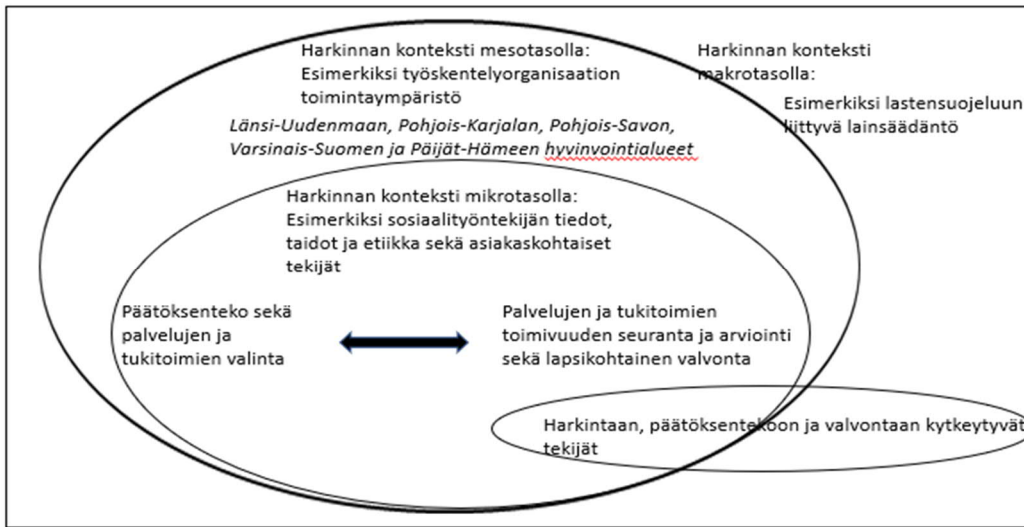 Harkinnan konteksti mesotasolla:
Esimerkiksi työskentelyorganisaation
toimintaympäristö
Länsi-Uudenmaan, Pohjois-Karjalan, Pohjois-Savon,
Varsinais-Suomen ja Päijät-Hämeen hyvinvointialueet
Harkinnan konteksti
makrotasolla:
Esimerkiksi lastensuojeluun
liittyvä lainsäädäntö
Harkinnan konteksti mikrotasolla:
Esimerkiksi sosiaalityöntekijän tiedot,
taidot ja etiikka sekä asiakaskohtaiset
tekijät
Päätöksenteko sekä
palvelujen ja
tukitoimien valinta
Palvelujen ja tukitoimien
toimivuuden seuranta ja arviointi
sekä lapsikohtainen valvonta
Harkintaan, päätöksentekoon ja valvontaan kytkeytyvät
tekijät